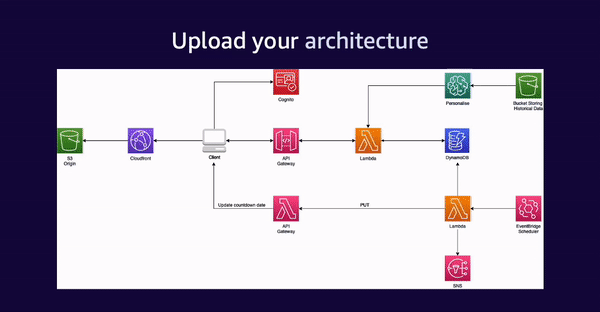 Upload your architecture
Cognito
Personalise
Bucket Storing
Historical Data
S3
Origin
Cloudfront
Client
API
Gateway
Lambda
DynamoDB
Update countdown date
PUT
API
Gateway
Lambda
EventBridge
Scheduler
SNS